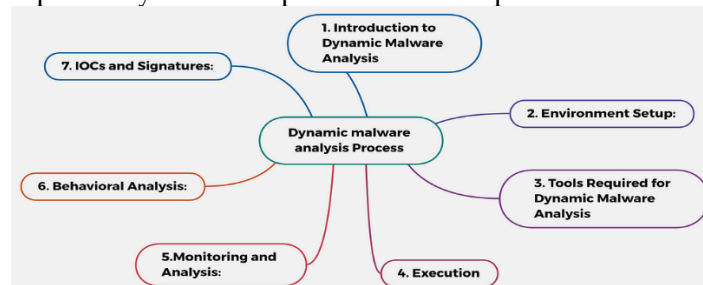 1. Introduction to
Dynamic Malware
Analysis
7. IOCs and Signatures:
2. Environment Setup:
Dynamic malware
analysis Process
3. Tools Required for
Dynamic Malware
Analysis
6. Behavioral Analysis:
5.Monitoring and
Analysis:
4. Execution